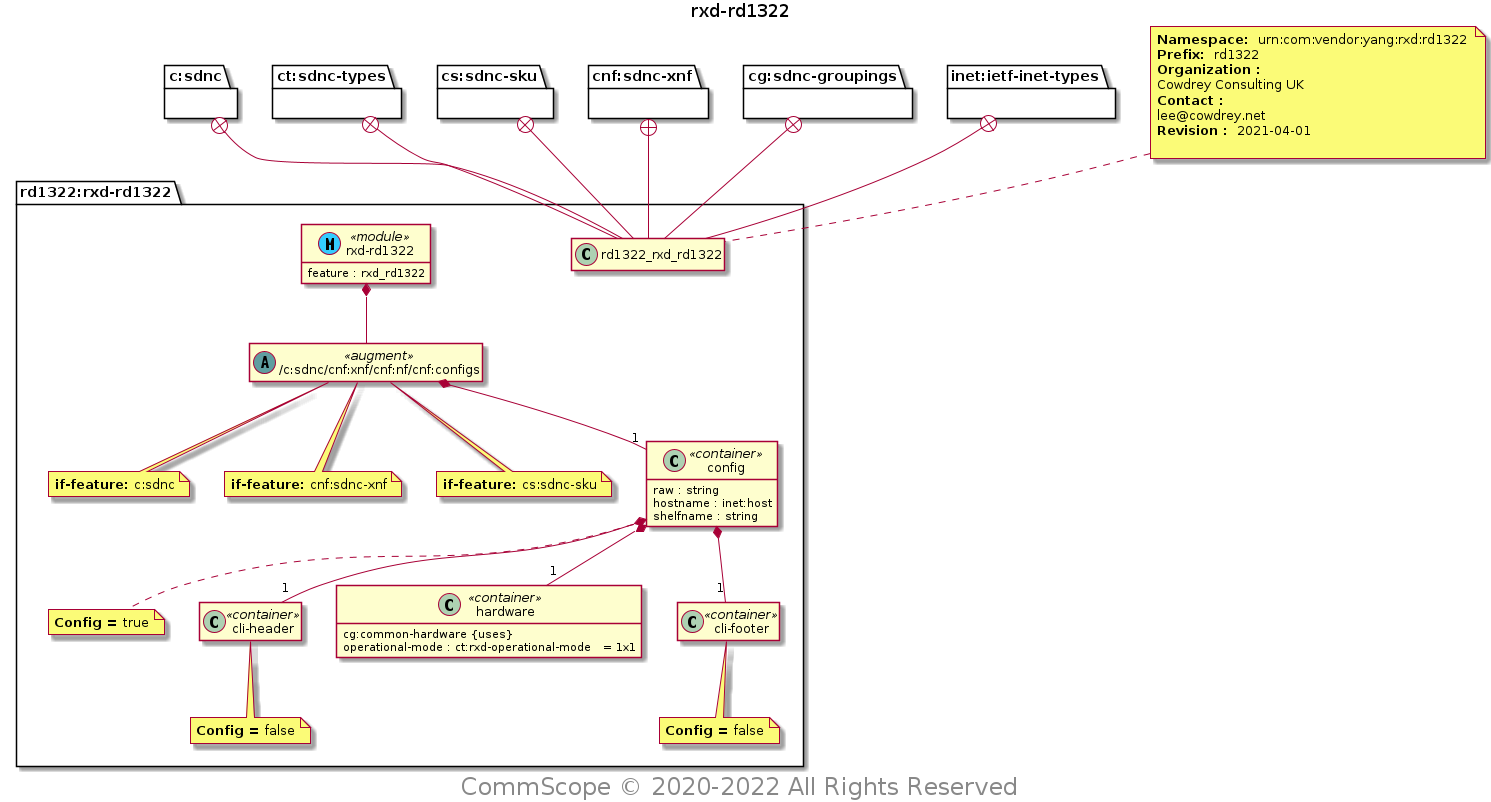 rxd-rd1322
Namespace: urn:com:vendor:yang:rxd:rd1322
Prefix: rd1322
Organization :
Cowdrey Consulting UK
Contact :
lee@cowdrey.net
Revision : 2021-04-01
c:sdnc
ct:sdnc-types
cs:sdnc-sku
cnf:sdnc-xnf
cg:sdnc-groupings
inet:ietf-inet-types
rd1322:rxd-rd1322
M
«module»
rxd-rd1322
feature : rxd_rd1322
C rd1322_rxd_rd1322
A
«augment»
/c:sdnc/cnf:xnf/cnf:nf/cnf:configs
if-feature: c:sdnc
if-feature: cnf:sdnc-xnf
if-feature: cs:sdnc-sku
1
C
«container»
config
raw : string
hostname : inet:host
shelfname : string
Config = true
1
C
«container»
cli-header
1
C
«container»
hardware
cg:common-hardware {uses}
operational-mode : ct:rxd-operational-mode = 1x1
1
C
«container»
cli-footer
Config = false
Config = false
CommScope © 2020-2022 All Rights Reserved